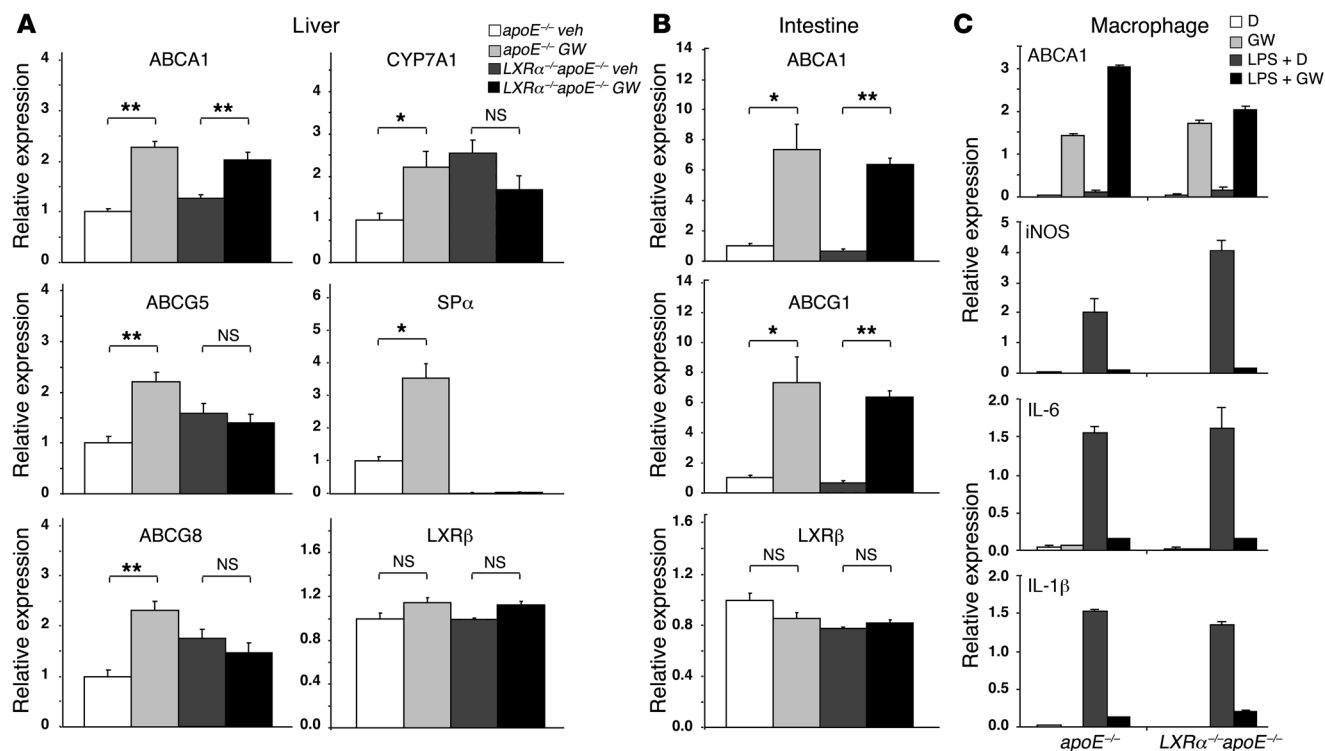 A
Liver
apoE–/– veh
apoE–/– GW
LXRα–/–apoE–/– veh
LXRα–/–apoE–/– GW
ABCA1
Relative expression
4
3
2
1
0
**
**
CYP7A1
4
3
2
1
0
*
NS
ABCG5
Relative expression
4
3
2
1
0
**
NS
SPα
6
5
4
3
2
1
0
*
ABCG8
Relative expression
4
3
2
1
0
**
NS
LXRβ
1.6
1.2
0.8
0.4
0.0
NS
NS
B
Intestine
ABCA1
Relative expression
14
12
10
8
6
4
2
0
*
**
ABCG1
Relative expression
14
12
10
8
6
4
2
0
*
**
LXRβ
Relative expression
1.6
1.2
0.8
0.4
0.0
NS
NS
C
Macrophage
D
GW
LPS + D
LPS + GW
ABCA1
Relative expression
3
2
1
0
iNOS
Relative expression
5
4
3
2
1
0
IL-6
Relative expression
2.0
1.5
1.0
0.5
0.0
IL-1β
Relative expression
2.0
1.5
1.0
0.5
0.0
apoE–/–
LXRα–/–apoE–/–